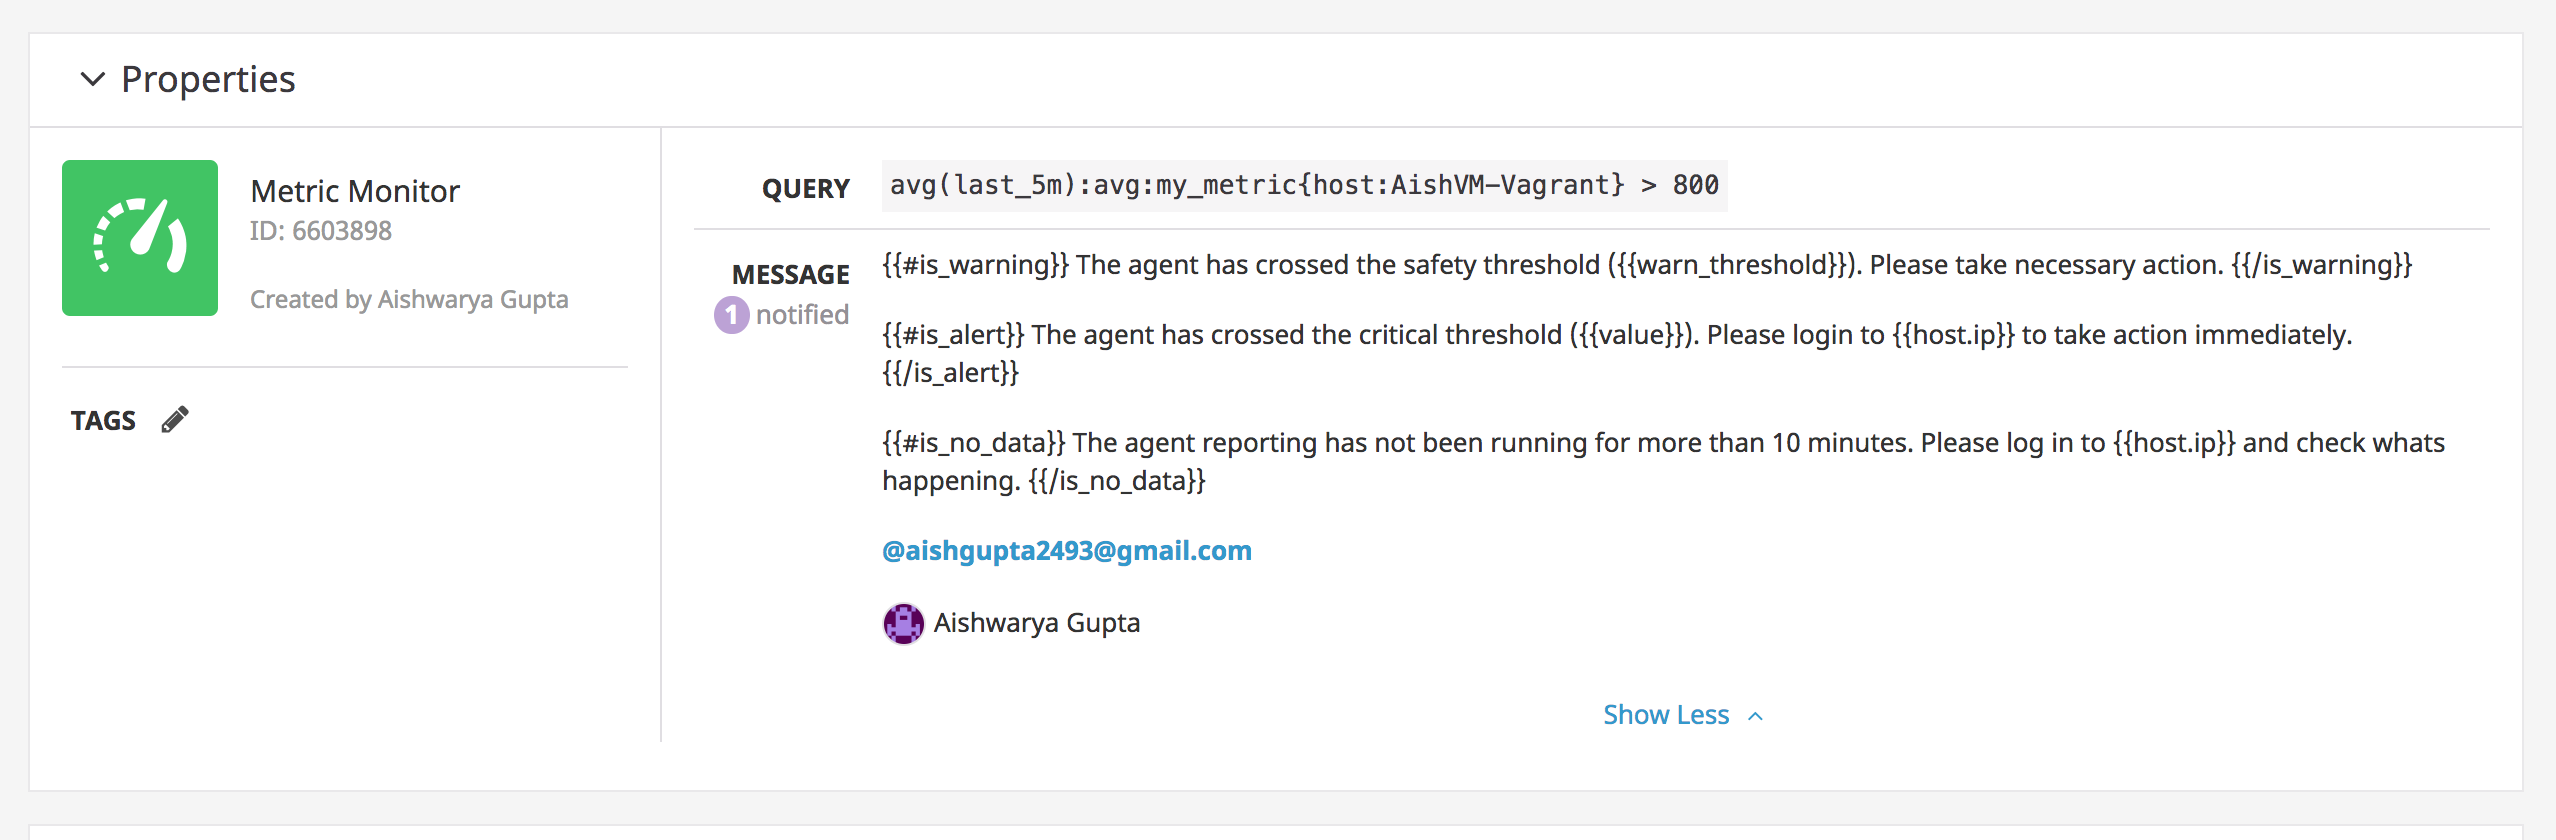 Properties
Metric Monitor
ID: 6603898
Created by Aishwarya Gupta
TAGS
QUERY
avg(last_5m):avg:my_metric{host:AishVM-Vagrant} > 800
MESSAGE
1 notified
{{#is_warning}} The agent has crossed the safety threshold ({{warn_threshold}}). Please take necessary action. {{/is_warning}}
{{#is_alert}} The agent has crossed the critical threshold ({{value}}). Please login to {{host.ip}} to take action immediately.
{{/is_alert}}
{{#is_no_data}} The agent reporting has not been running for more than 10 minutes. Please log in to {{host.ip}} and check whats
happening. {{/is_no_data}}
@aishgupta2493@gmail.com
Aishwarya Gupta
Show Less